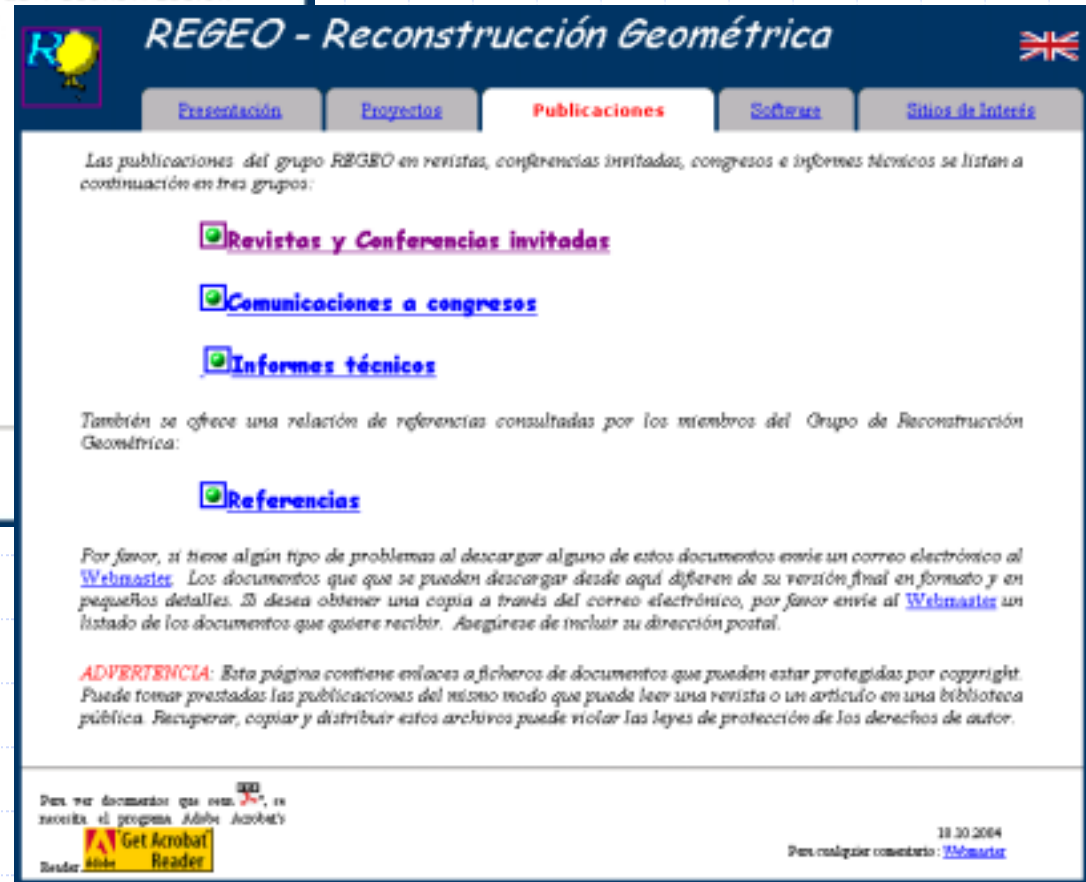 REGEO - Reconstrucción Geométrica
Presentación Proyectos Publicaciones Software Sitios de Interés
Las publicaciones del grupo REGEO en revistas, conferencias invitadas, congresos e informes técnicos se listan a
continuación en tres grupos:
Revistas y Conferencias invitadas
Comunicaciones a congresos
Informes técnicos
También se ofrece una relación de referencias consultadas por los miembros del Grupo de Reconstrucción
Geométrica:
Referencias
Por favor, si tiene algún tipo de problemas al descargar alguno de estos documentos envíe un correo electrónico al
Webmaster. Los documentos que que se pueden descargar desde aquí difieren de su versión final en formato y en
pequeños detalles. Si desea obtener una copia a través del correo electrónico, por favor envíe al Webmaster un
listado de los documentos que quiere recibir. Asegúrese de incluir su dirección postal.
ADVERTENCIA: Esta página contiene enlaces a ficheros de documentos que pueden estar protegidas por copyright.
Puede tomar prestadas las publicaciones del mismo modo que puede leer una revista o un artículo en una biblioteca
pública. Recuperar, copiar y distribuir estos archivos puede violar las leyes de protección de los derechos de autor.
Para ver documentos que sean ", se
necesita el programa Adobe Acrobat's
Reader. Adobe Get Acrobat Reader
18.10.2004
Para cualquier comentario : Webmaster